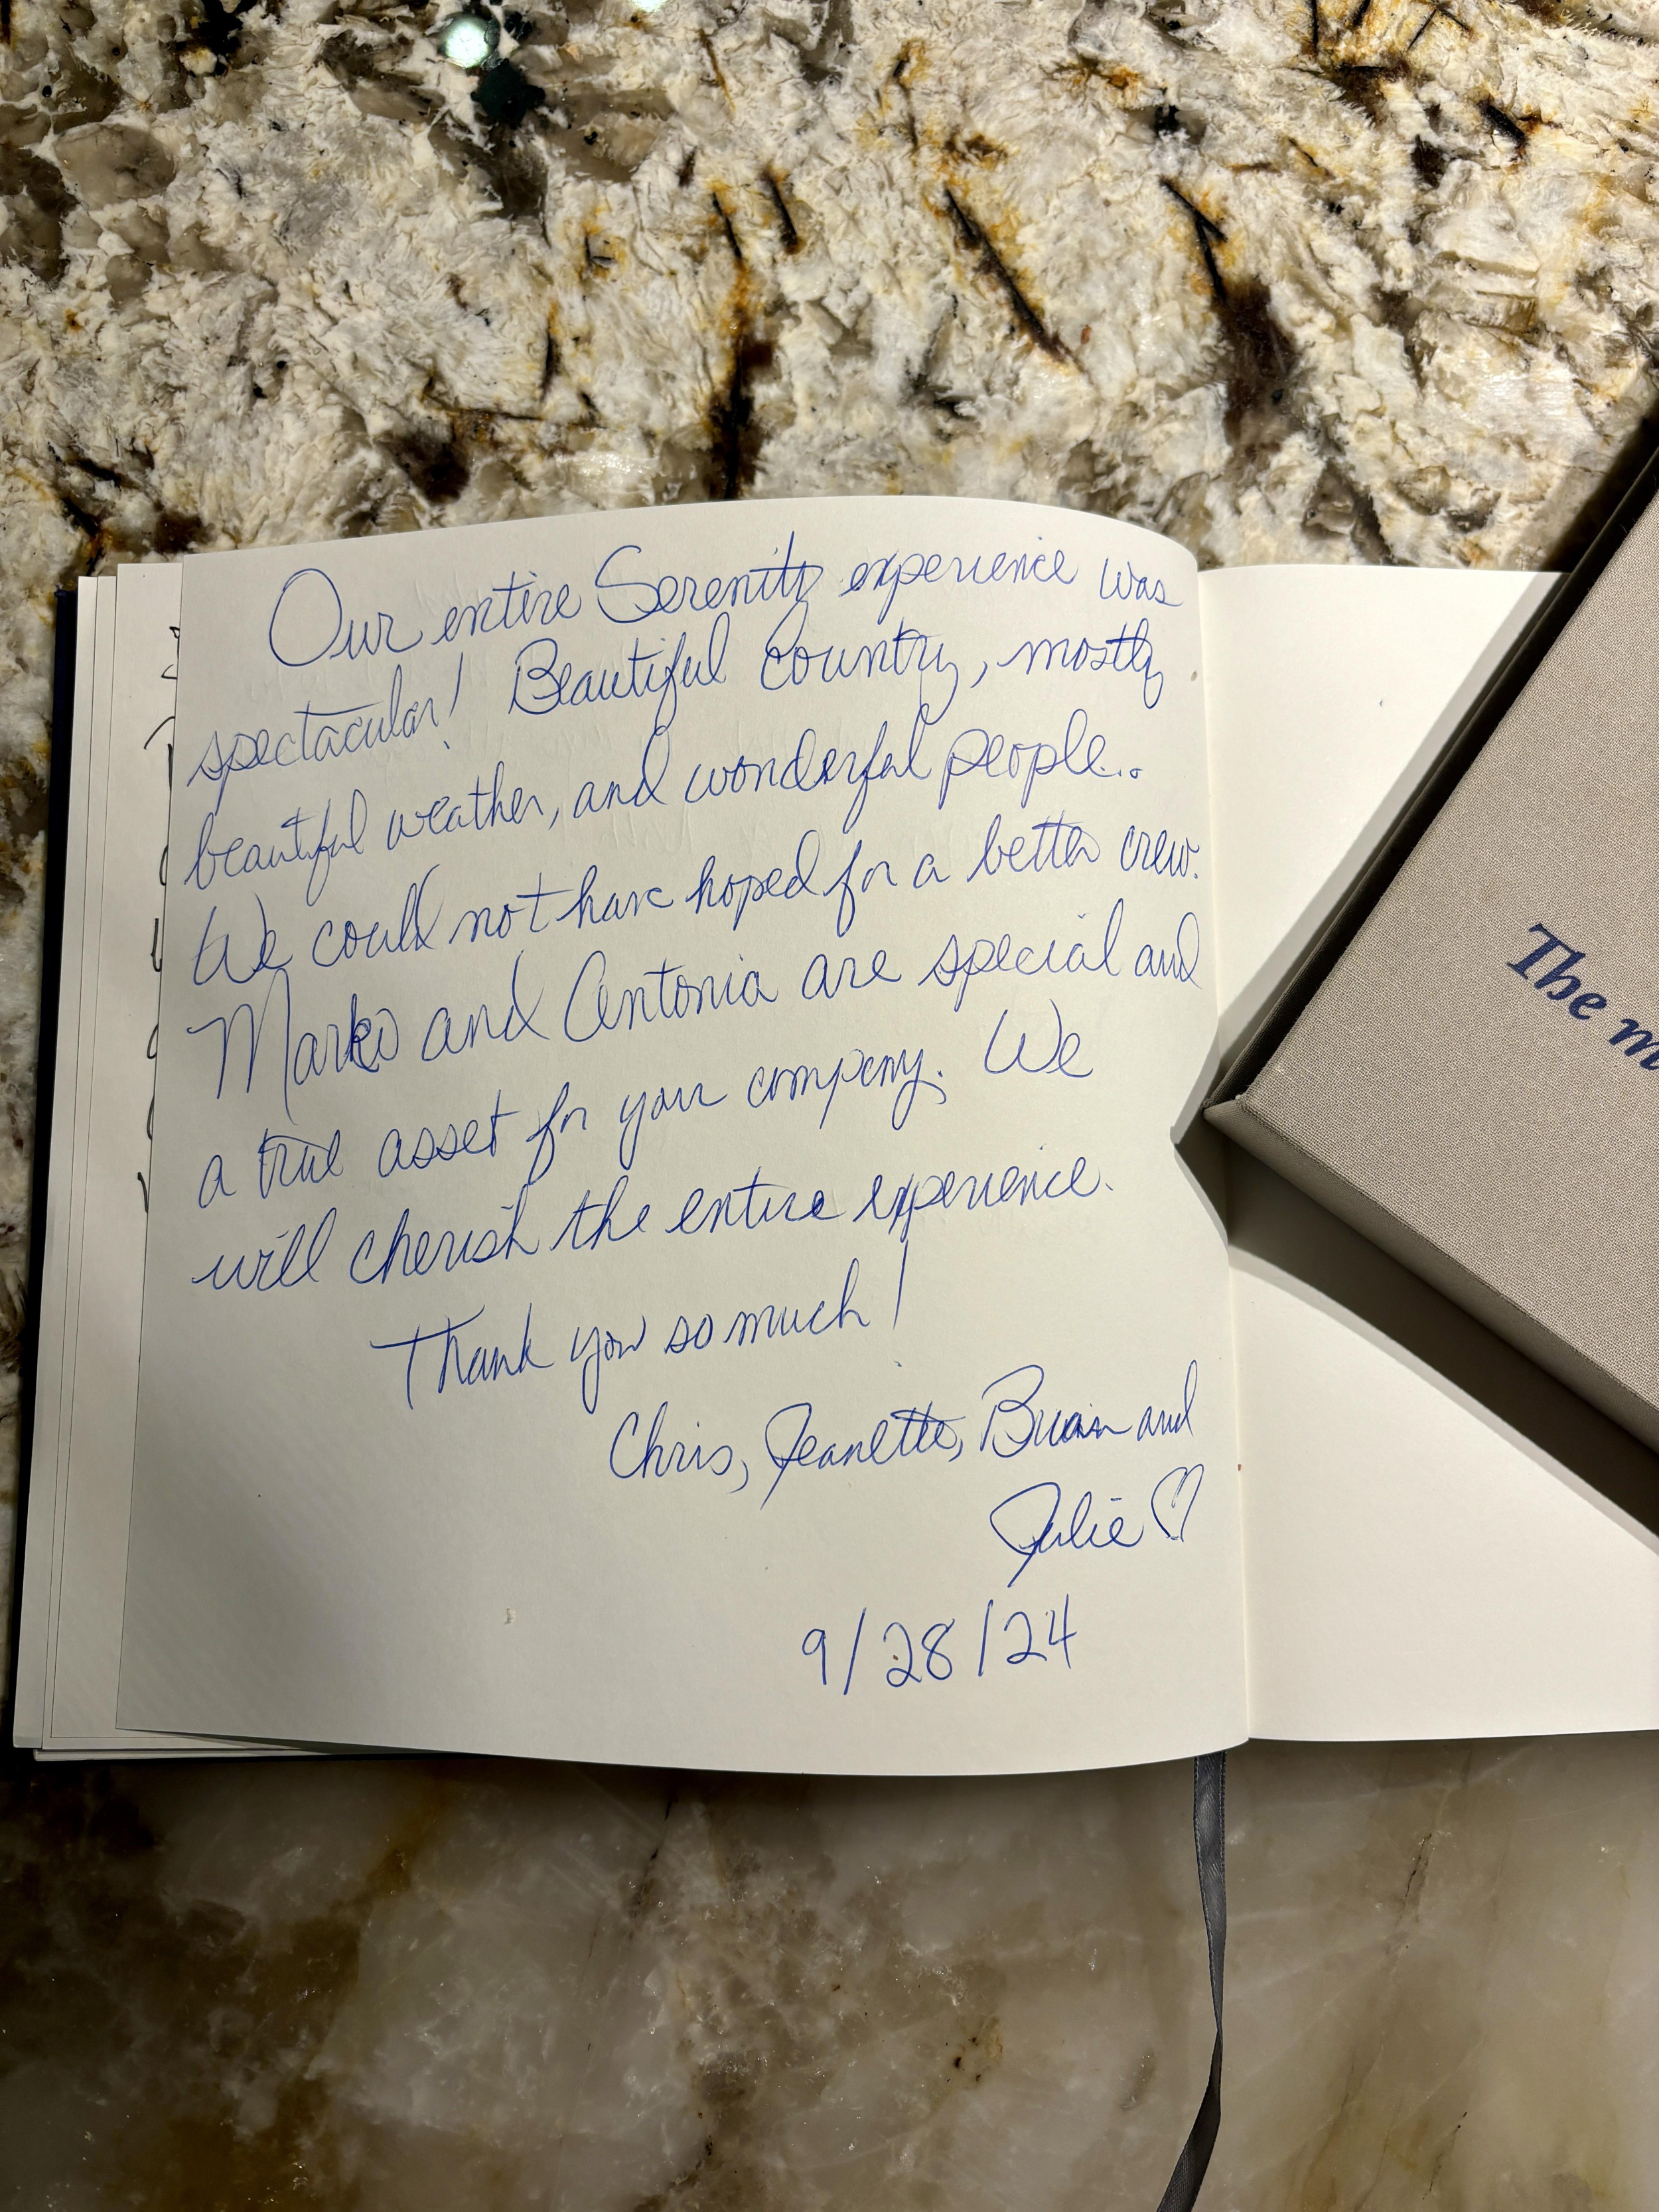 Our entire Serenity experience was
spectacular! Beautiful Country, mostly
beautiful weather, and wonderful people...
We could not have hoped for a better crew.
Marko and Antonia are special and
a true asset for your company. We
will cherish the entire experience.
Thank you so much!
Chris, Jeanette, Brian and
Julie ♡
9/28/24
The m